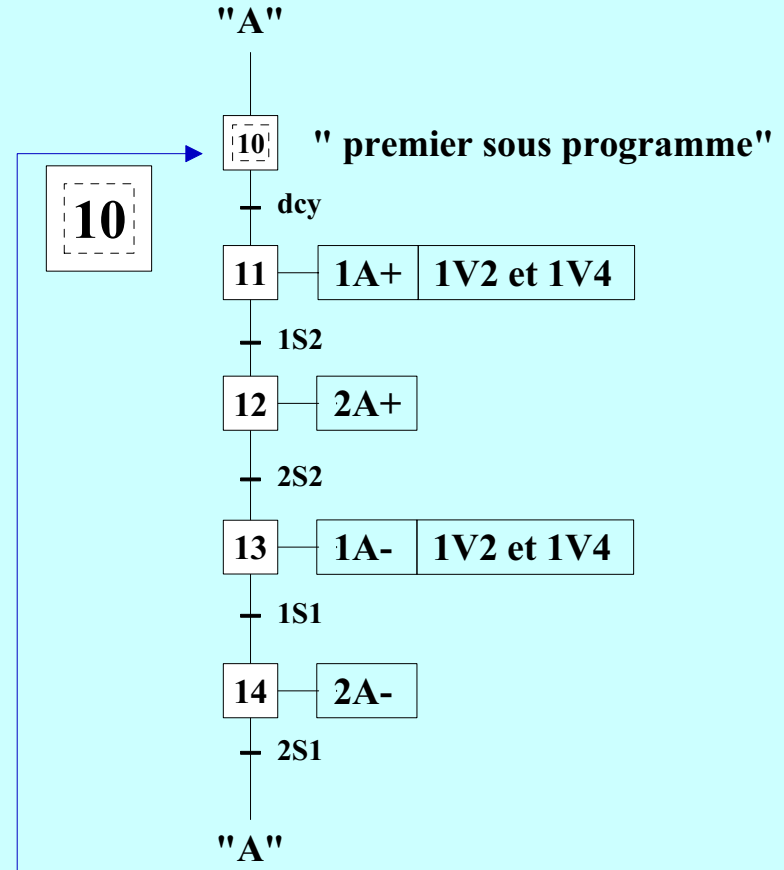 "A"
10 " premier sous programme"
10
dcy
11 1A+ 1V2 et 1V4
1S2
12 2A+
2S2
13 1A- 1V2 et 1V4
1S1
14 2A-
2S1
"A"